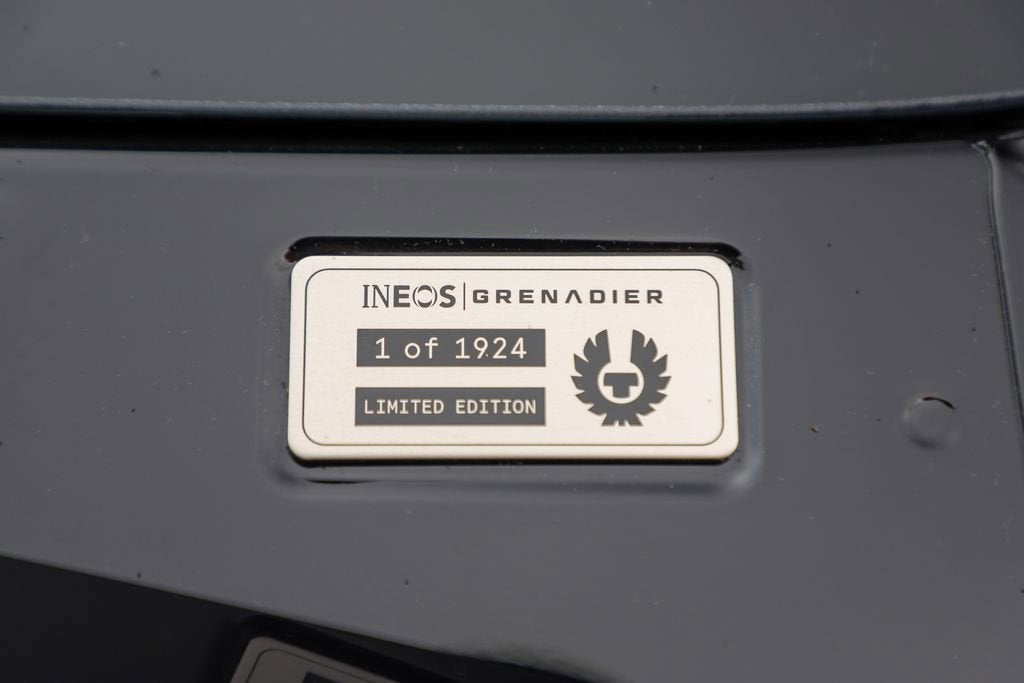 INEOS | GRENADIER
1 of 1924
LIMITED EDITION